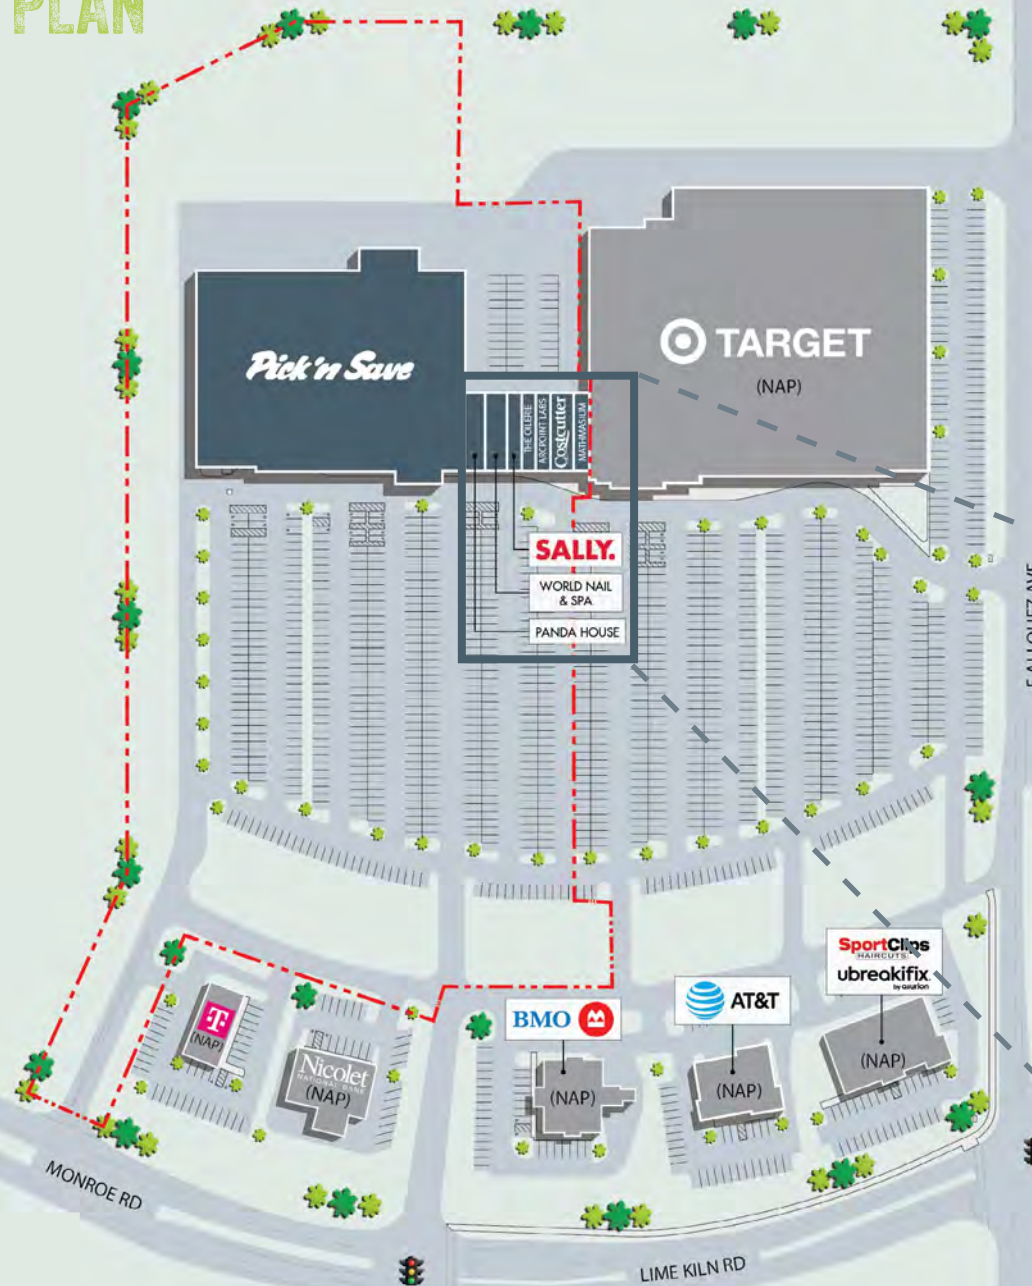 PLAN
Pick 'n Save
TARGET
(NAP)
THE OILERIE
ARCPOINT LABS
Costcutter
MATHNASIUM
SALLY.
WORLD NAIL
& SPA
PANDA HOUSE
SportClips
HAIRCUTS
ubreakifix
by asurion
AT&T
BMO
T
(NAP)
Nicolet
NATIONAL BANK
(NAP)
(NAP)
(NAP)
(NAP)
MONROE RD
LIME KILN RD